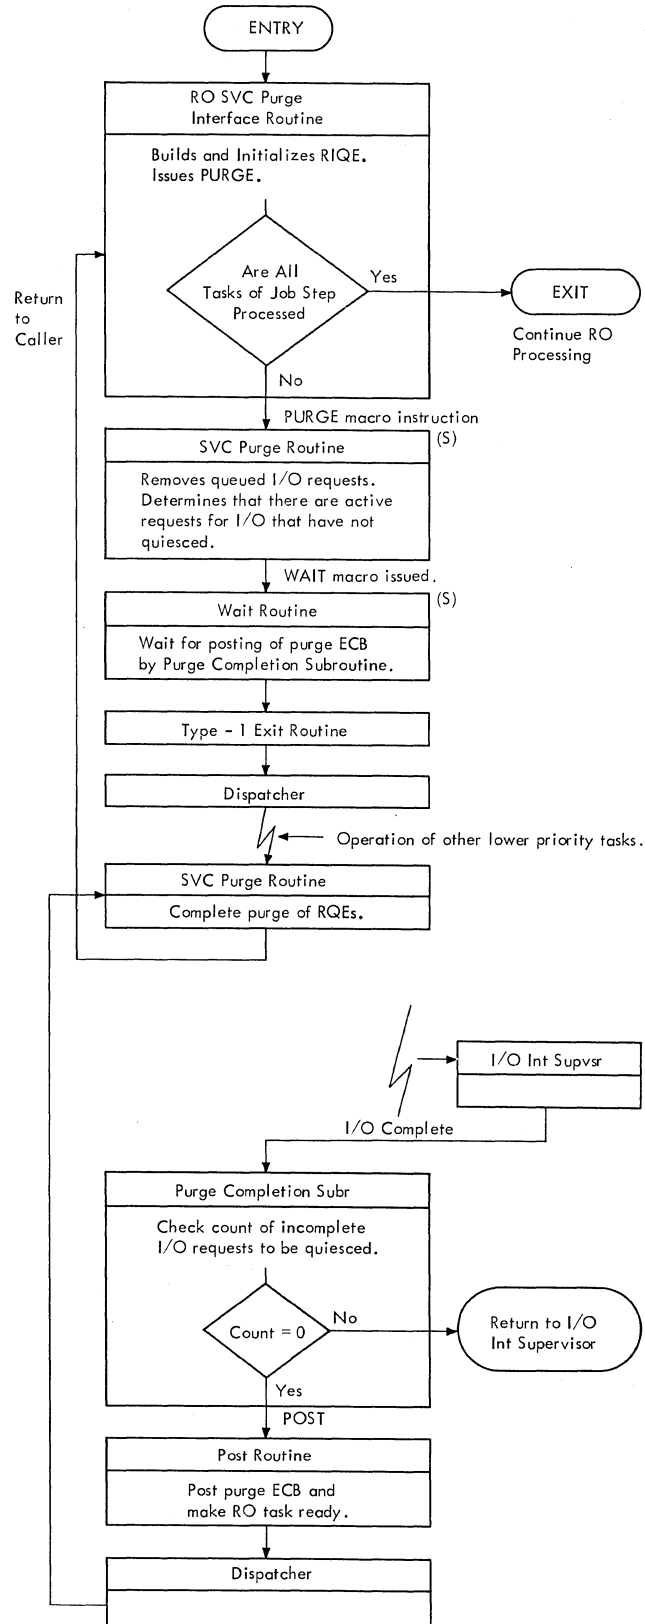 ENTRY
RO SVC Purge
Interface Routine
Builds and Initializes RIQE.
Issues PURGE.
Are All
Tasks of Job Step
Processed
Yes
EXIT
Continue RO
Processing
Return
to
Caller
No
PURGE macro instruction
SVC Purge Routine
(S)
Removes queued I/O requests.
Determines that there are active
requests for I/O that have not
quiesced.
WAIT macro issued.
Wait Routine
(S)
Wait for posting of purge ECB
by Purge Completion Subroutine.
Type - 1 Exit Routine
Dispatcher
Operation of other lower priority tasks.
SVC Purge Routine
Complete purge of RQEs.
I/O Int Supvsr
I/O Complete
Purge Completion Subr
Check count of incomplete
I/O requests to be quiesced.
Count = 0
No
Return to I/O
Int Supervisor
Yes
POST
Post Routine
Post purge ECB and
make RO task ready.
Dispatcher